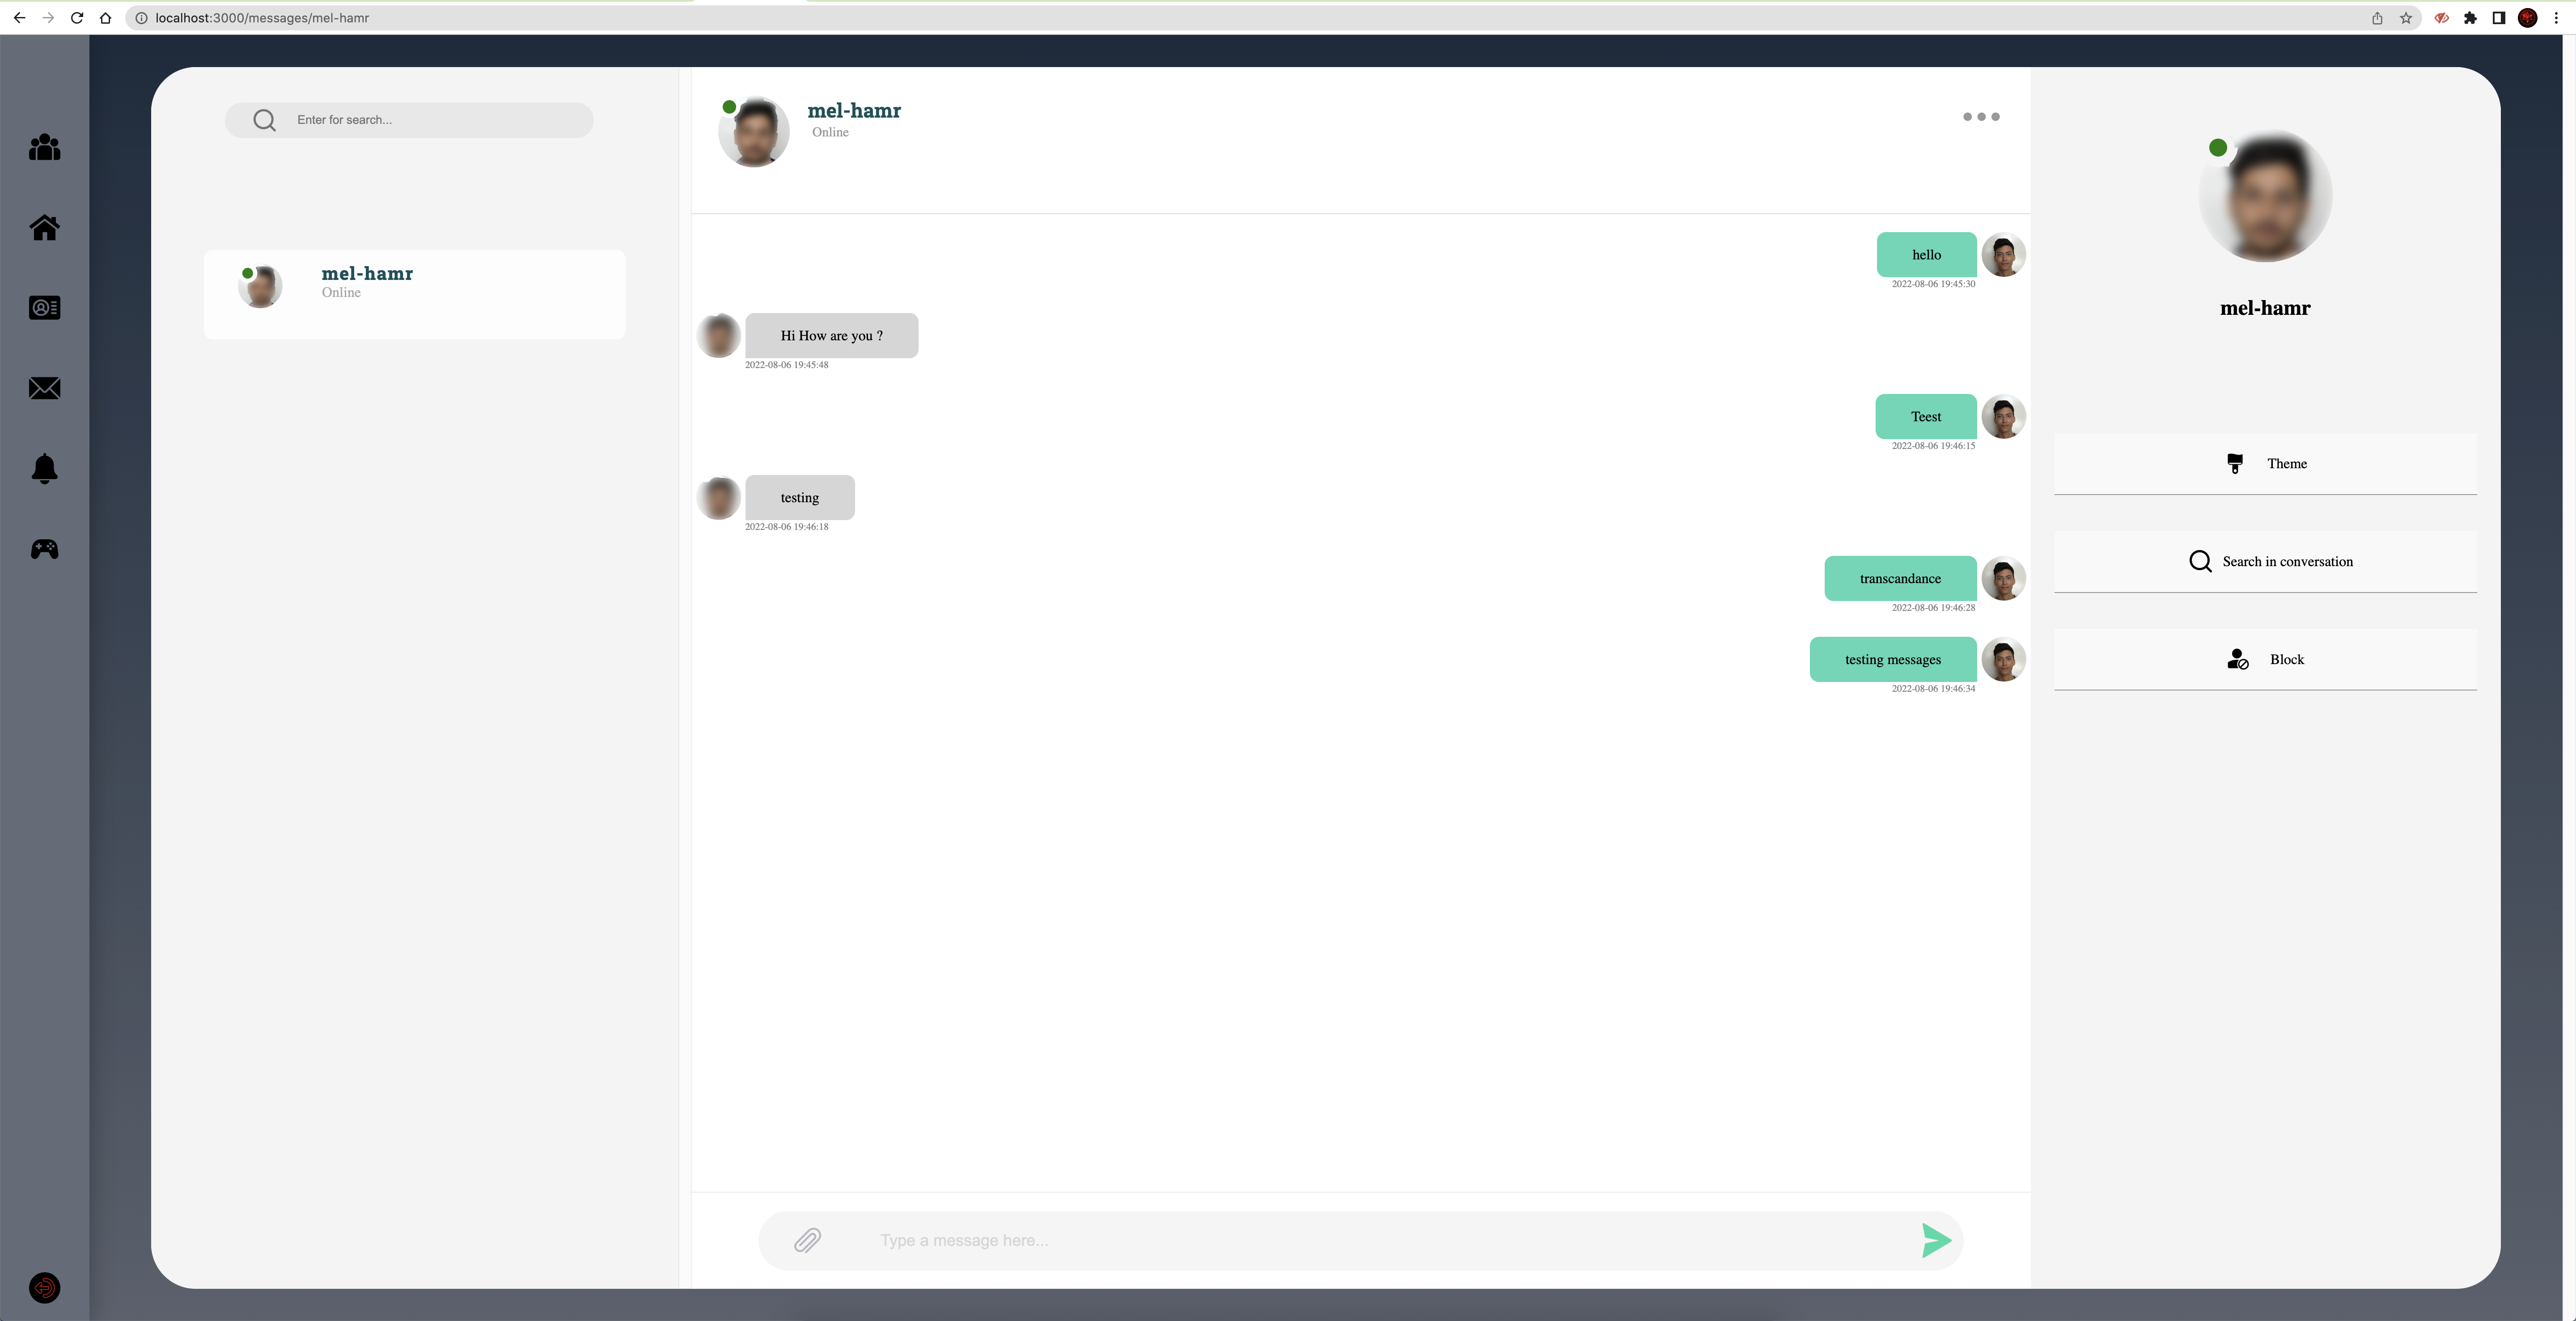 localhost:3000/messages/mel-hamr
Enter for search...
mel-hamr
Online
mel-hamr
Online
hello
2022-08-06 19:45:30
Hi How are you ?
2022-08-06 19:45:48
Teest
2022-08-06 19:46:15
testing
2022-08-06 19:46:18
transcandance
2022-08-06 19:46:28
testing messages
2022-08-06 19:46:34
Type a message here...
mel-hamr
Theme
Search in conversation
Block